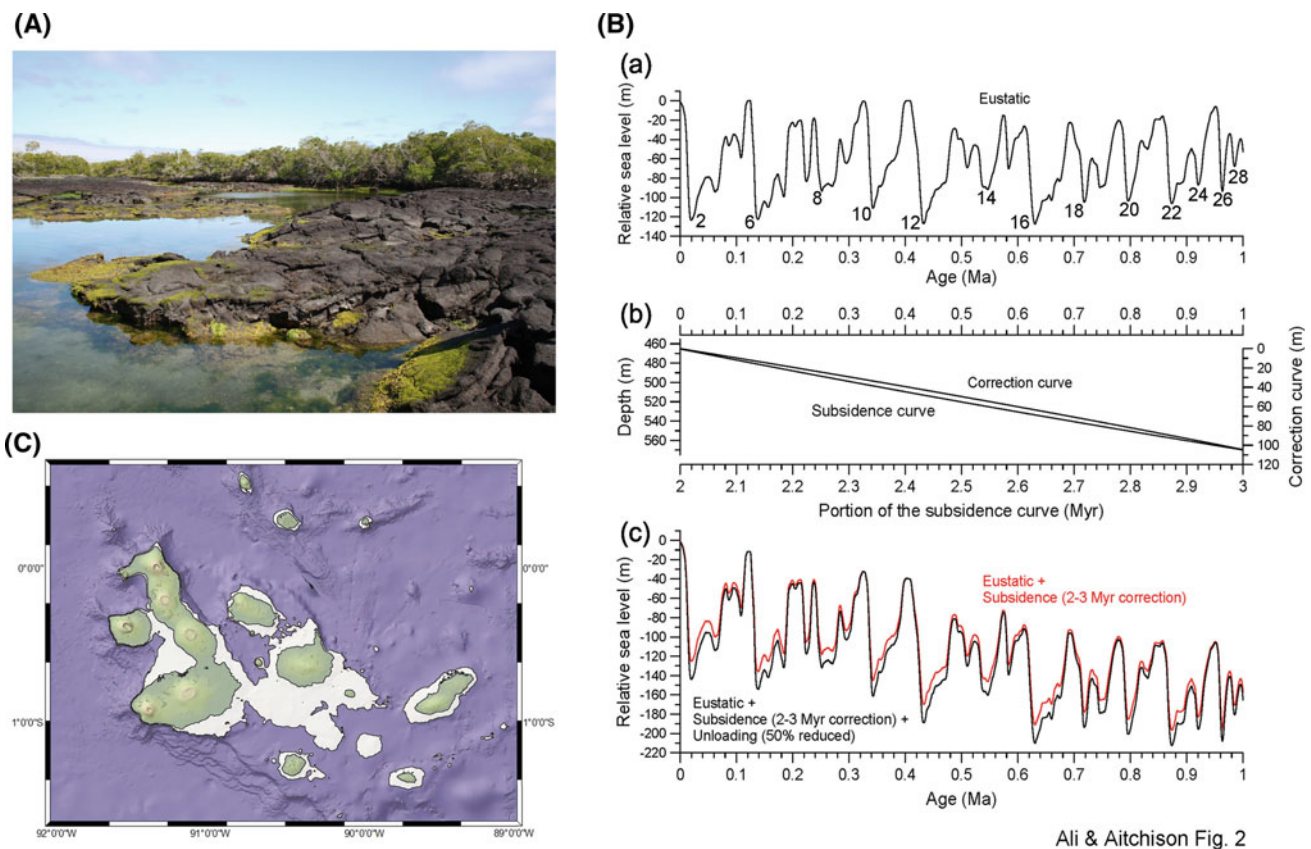 (A)
(B)
(a)
Relative sea level (m)
-0
-20
-40
-60
-80
-100
-120
-140
Eustatic
2
6
8
10
12
14
16
18
20
22
24
26
28
0 0.1 0.2 0.3 0.4 0.5 0.6 0.7 0.8 0.9 1
Age (Ma)
(b)
0 0.1 0.2 0.3 0.4 0.5 0.6 0.7 0.8 0.9 1
Depth (m)
460
480
500
520
540
560
Correction curve
Subsidence curve
0
20
40
60
80
100
120
Correction curve (m)
2 2.1 2.2 2.3 2.4 2.5 2.6 2.7 2.8 2.9 3
Portion of the subsidence curve (Myr)
(C)
0°0'0"
0°0'0"
1°0'0"S
1°0'0"S
92°0'0"W 91°0'0"W 90°0'0"W 89°0'0"W
(c)
Relative sea level (m)
-0
-20
-40
-60
-80
-100
-120
-140
-160
-180
-200
-220
Eustatic +
Subsidence (2-3 Myr correction)
Eustatic +
Subsidence (2-3 Myr correction) +
Unloading (50% reduced)
0 0.1 0.2 0.3 0.4 0.5 0.6 0.7 0.8 0.9 1
Age (Ma)
Ali & Aitchison Fig. 2